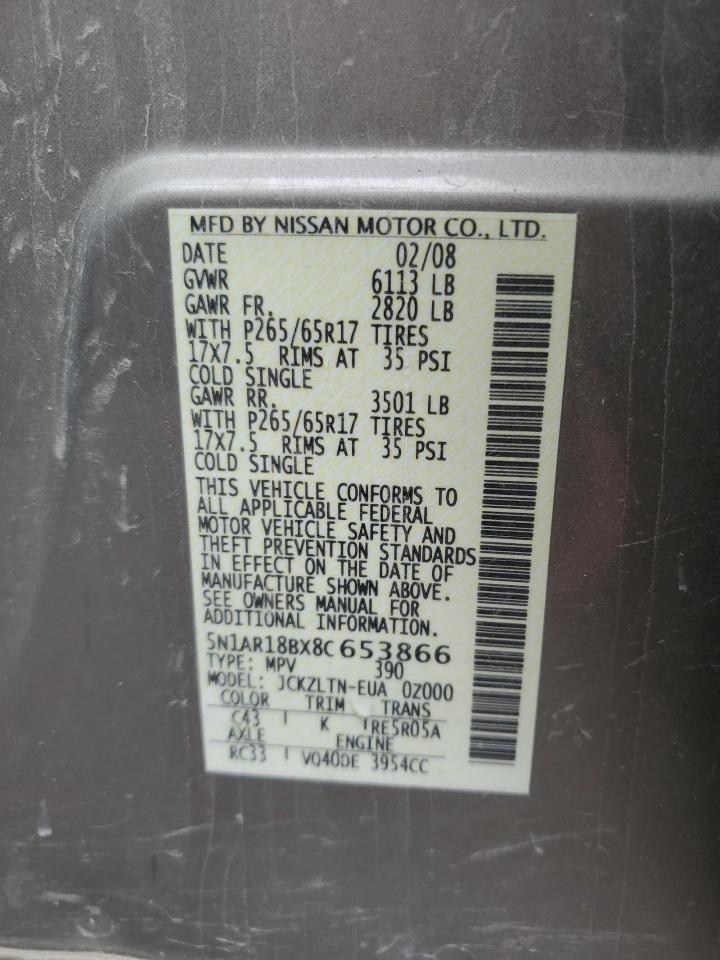 MFD BY NISSAN MOTOR CO., LTD.
DATE 02/08
GVWR 6113 LB
GAWR FR. 2820 LB
WITH P265/65R17 TIRES
17X7.5 RIMS AT 35 PSI
COLD SINGLE
GAWR RR. 3501 LB
WITH P265/65R17 TIRES
17X7.5 RIMS AT 35 PSI
COLD SINGLE
THIS VEHICLE CONFORMS TO
ALL APPLICABLE FEDERAL
MOTOR VEHICLE SAFETY AND
THEFT PREVENTION STANDARDS
IN EFFECT ON THE DATE OF
MANUFACTURE SHOWN ABOVE.
SEE OWNERS MANUAL FOR
ADDITIONAL INFORMATION.
5N1AR18BX8C653866
TYPE: MPV 390
MODEL: JCKZLTN-EUA 0Z000
COLOR TRIM TRANS
C43 K RE5R05A
AXLE ENGINE
RC33 VQ40DE 3954CC